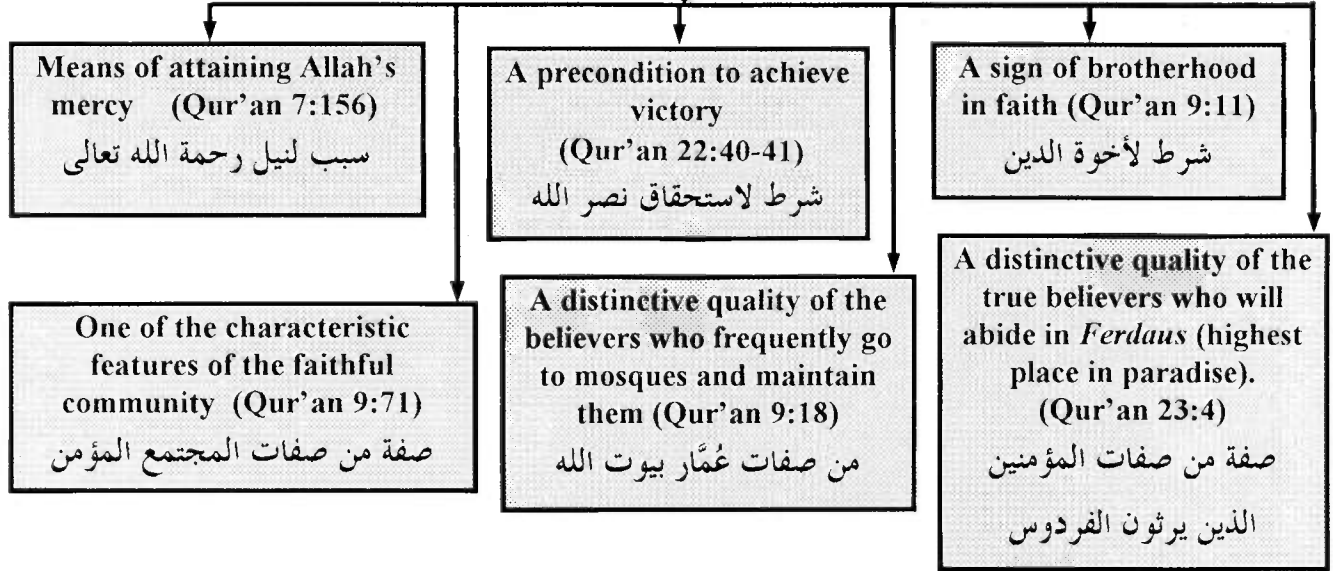 Means of attaining Allah's
mercy (Qur'an 7:156)
سبب لنيل رحمة الله تعالى
A precondition to achieve
victory
(Qur'an 22:40-41)
شرط لاستحقاق نصر الله
A sign of brotherhood
in faith (Qur'an 9:11)
شرط لأخوة الدين
One of the characteristic
features of the faithful
community (Qur'an 9:71)
صفة من صفات المجتمع المؤمن
A distinctive quality of the
believers who frequently go
to mosques and maintain
them (Qur'an 9:18)
من صفات عُمَّار بيوت الله
A distinctive quality of the
true believers who will
abide in Ferdaus (highest
place in paradise).
(Qur'an 23:4)
صفة من صفات المؤمنين
الذين يرثون الفردوس